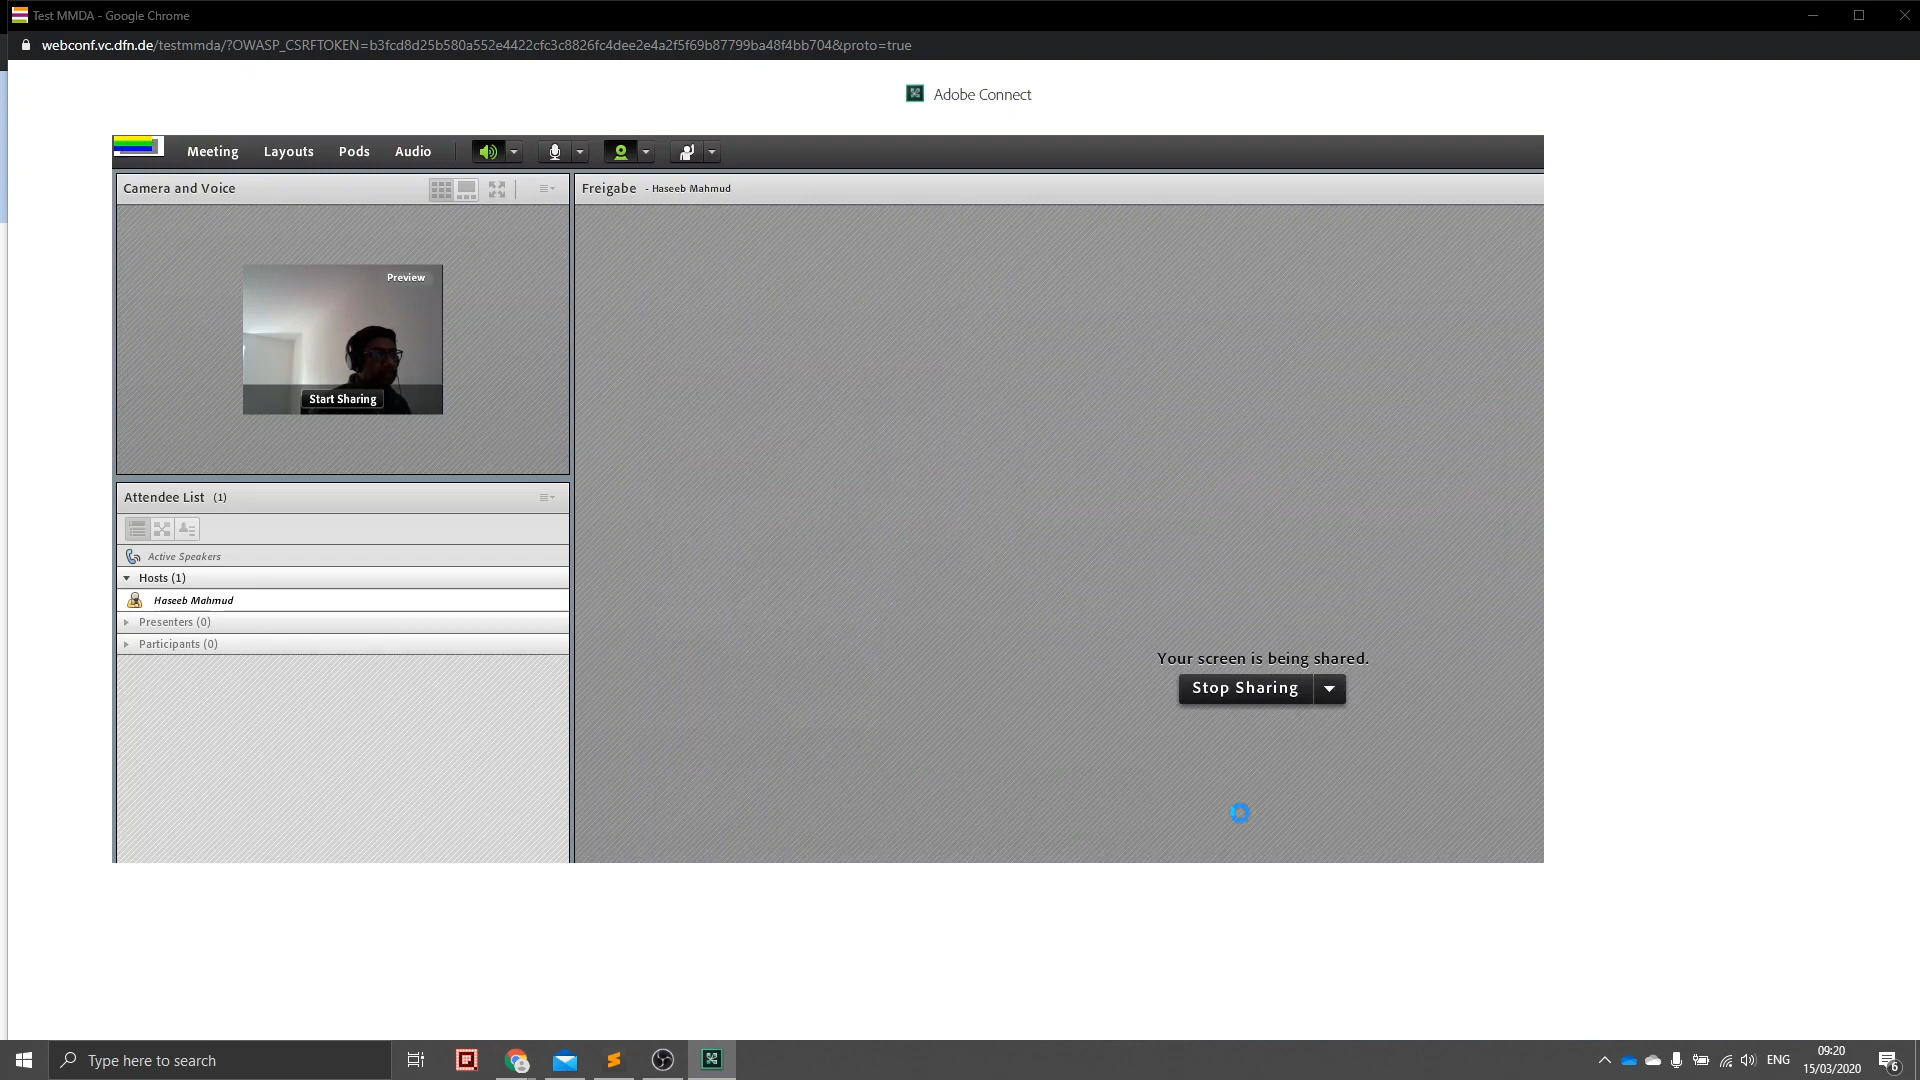 Test MMDA - Google Chrome
webconf.vc.dfn.de/testmmda/?OWASP_CSRFTOKEN=b3fcd8d25b580a552e4422cfc3c8826fc4dee2e4a2f5f69b87799ba48f4bb704&proto=true
Adobe Connect
Meeting Layouts Pods Audio
Camera and Voice
Freigabe - Haseeb Mahmud
Preview
Start Sharing
Attendee List (1)
Active Speakers
Hosts (1)
Haseeb Mahmud
Presenters (0)
Participants (0)
Your screen is being shared.
Stop Sharing
Type here to search
ENG
09:20
15/03/2020
6